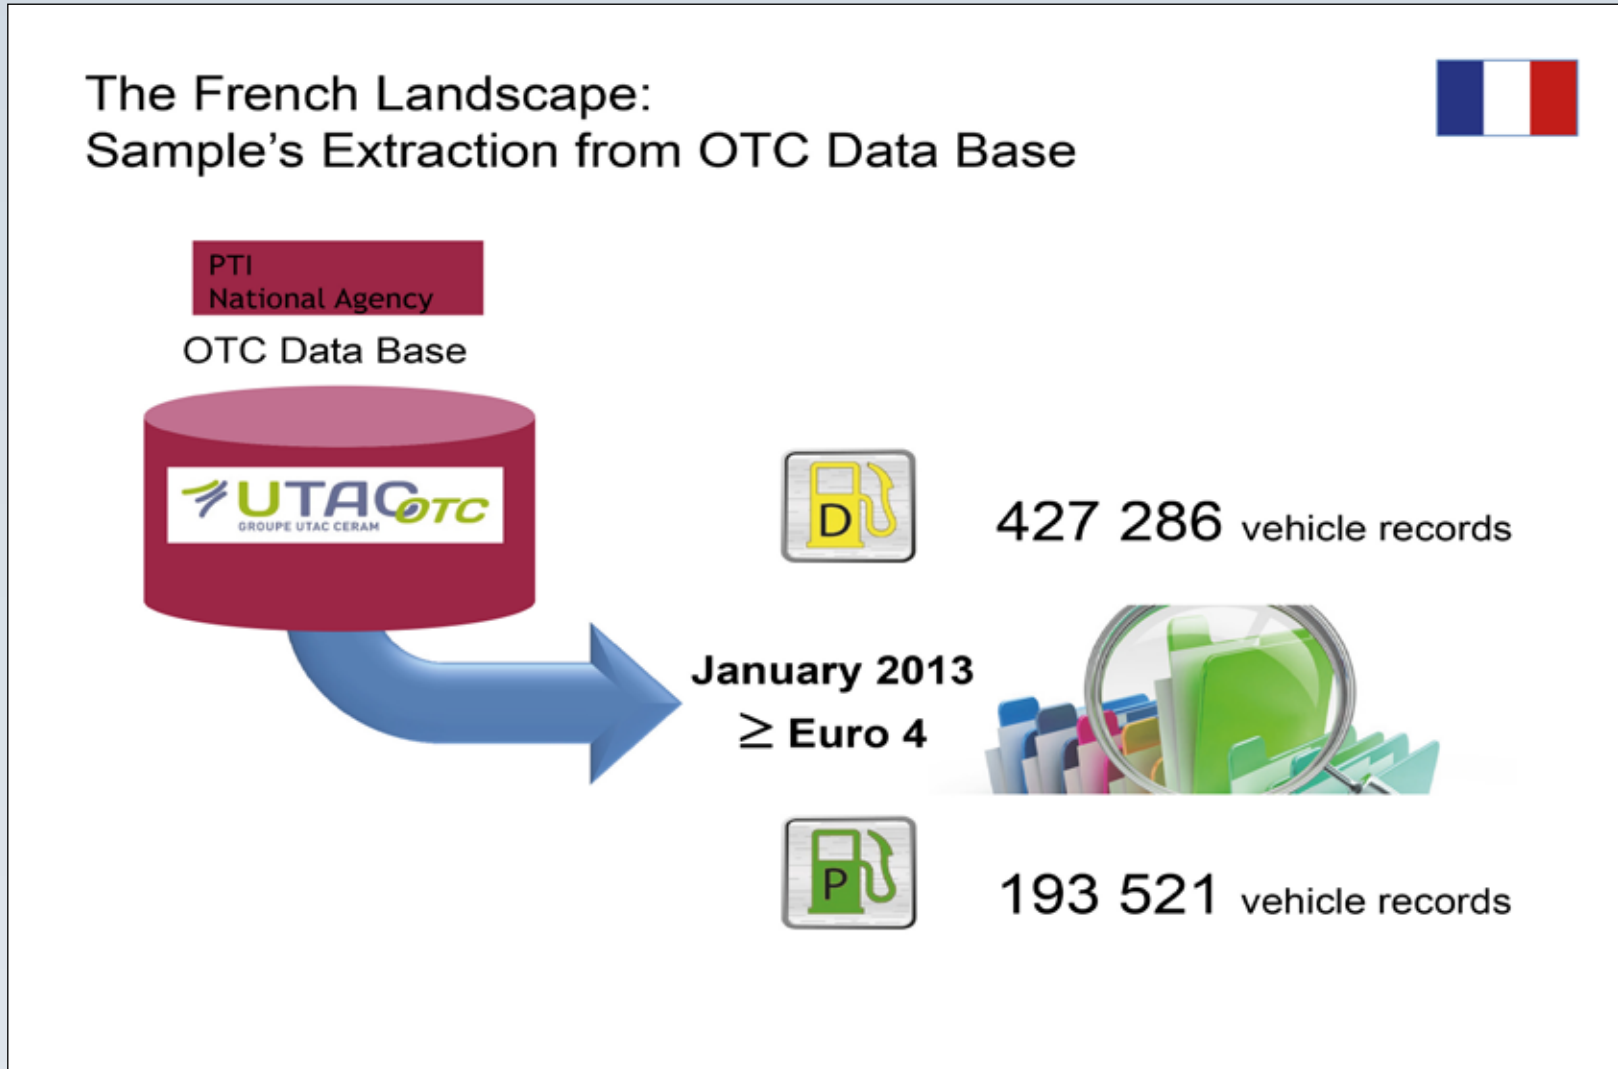 The French Landscape:
Sample's Extraction from OTC Data Base
PTI
National Agency
OTC Data Base
UTAC OTC
GROUPE UTAC CERAM
D
427 286 vehicle records
January 2013
≥ Euro 4
P
193 521 vehicle records